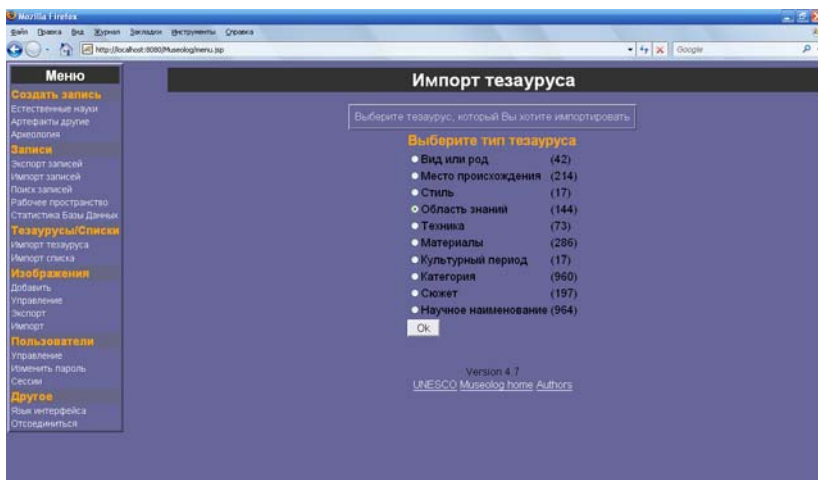 Mozilla Firefox
Файл Правка Вид Журнал Закладки Инструменты Справка
http://localhost:8080/Museolog/menu.jsp
Google
Меню
Создать запись
Естественные науки
Артефакты другие
Археология
Записи
Экспорт записей
Импорт записей
Поиск записей
Рабочее пространство
Статистика Базы Данных
Тезаурусы/Списки
Импорт тезауруса
Импорт списка
Изображения
Добавить
Управление
Экспорт
Импорт
Пользователи
Управление
Изменить пароль
Сессии
Другое
Язык интерфейса
Отсоединиться
Импорт тезауруса
Выберите тезаурус, который Вы хотите импортировать
Выберите тип тезауруса
Вид или род (42)
Место происхождения (214)
Стиль (17)
Область знаний (144)
Техника (73)
Материалы (286)
Культурный период (17)
Категория (960)
Сюжет (197)
Научное наименование (964)
Ok
Version 4.7
UNESCO Museolog home Authors